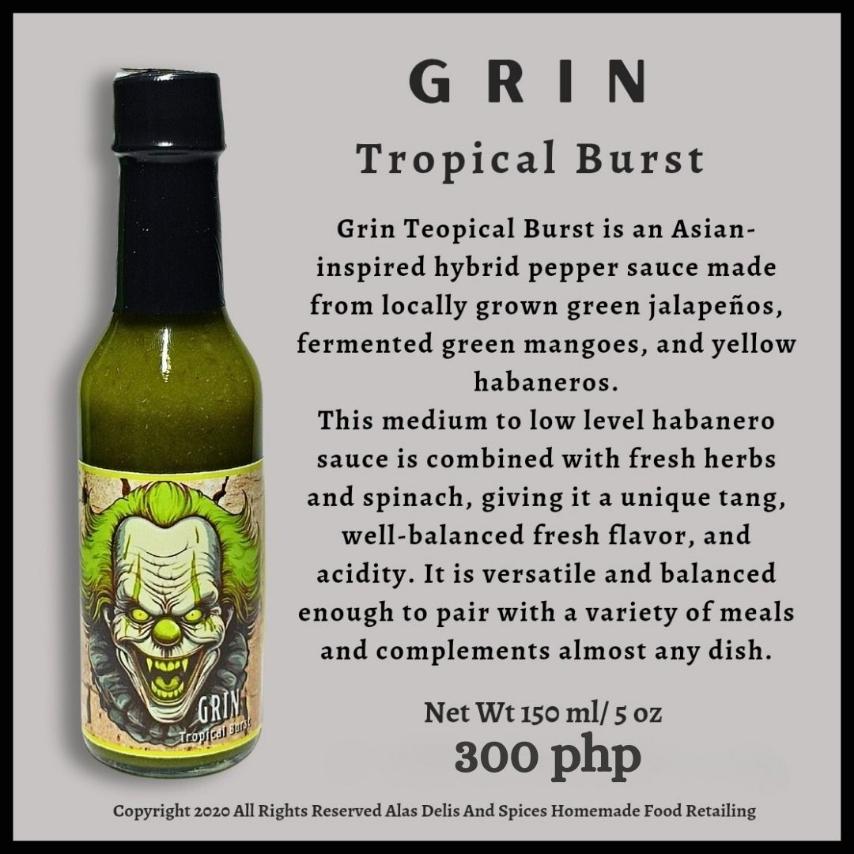 GRIN
Tropical Burst
Grin Teopical Burst is an Asian-
inspired hybrid pepper sauce made
from locally grown green jalapeños,
fermented green mangoes, and yellow
habaneros.
This medium to low level habanero
sauce is combined with fresh herbs
and spinach, giving it a unique tang,
well-balanced fresh flavor, and
acidity. It is versatile and balanced
enough to pair with a variety of meals
and complements almost any dish.
GRIN
Tropical Burst
Net Wt 150 ml/ 5 oz
300 php
Copyright 2020 All Rights Reserved Alas Delis And Spices Homemade Food Retailing